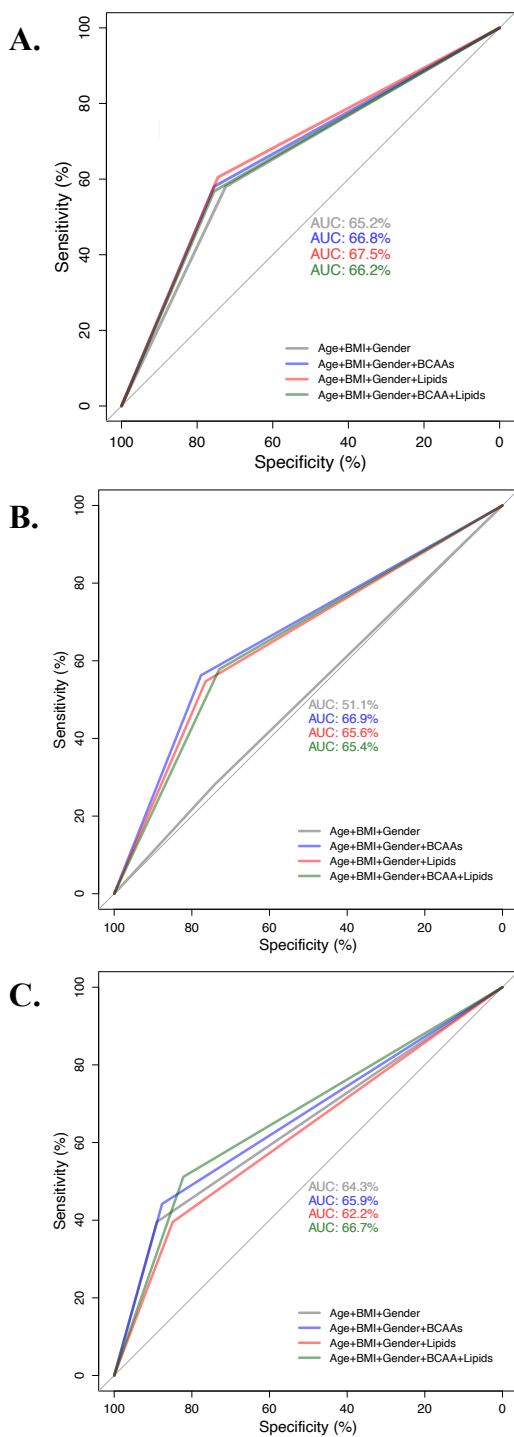 A.
100
80
60
40
20
0
Sensitivity (%)
AUC: 65.2%
AUC: 66.8%
AUC: 67.5%
AUC: 66.2%
Age+BMI+Gender
Age+BMI+Gender+BCAAs
Age+BMI+Gender+Lipids
Age+BMI+Gender+BCAA+Lipids
100 80 60 40 20 0
Specificity (%)
B.
100
80
60
40
20
0
Sensitivity (%)
AUC: 51.1%
AUC: 66.9%
AUC: 65.6%
AUC: 65.4%
Age+BMI+Gender
Age+BMI+Gender+BCAAs
Age+BMI+Gender+Lipids
Age+BMI+Gender+BCAA+Lipids
100 80 60 40 20 0
Specificity (%)
C.
100
80
60
40
20
0
Sensitivity (%)
AUC: 64.3%
AUC: 65.9%
AUC: 62.2%
AUC: 66.7%
Age+BMI+Gender
Age+BMI+Gender+BCAAs
Age+BMI+Gender+Lipids
Age+BMI+Gender+BCAA+Lipids
100 80 60 40 20 0
Specificity (%)